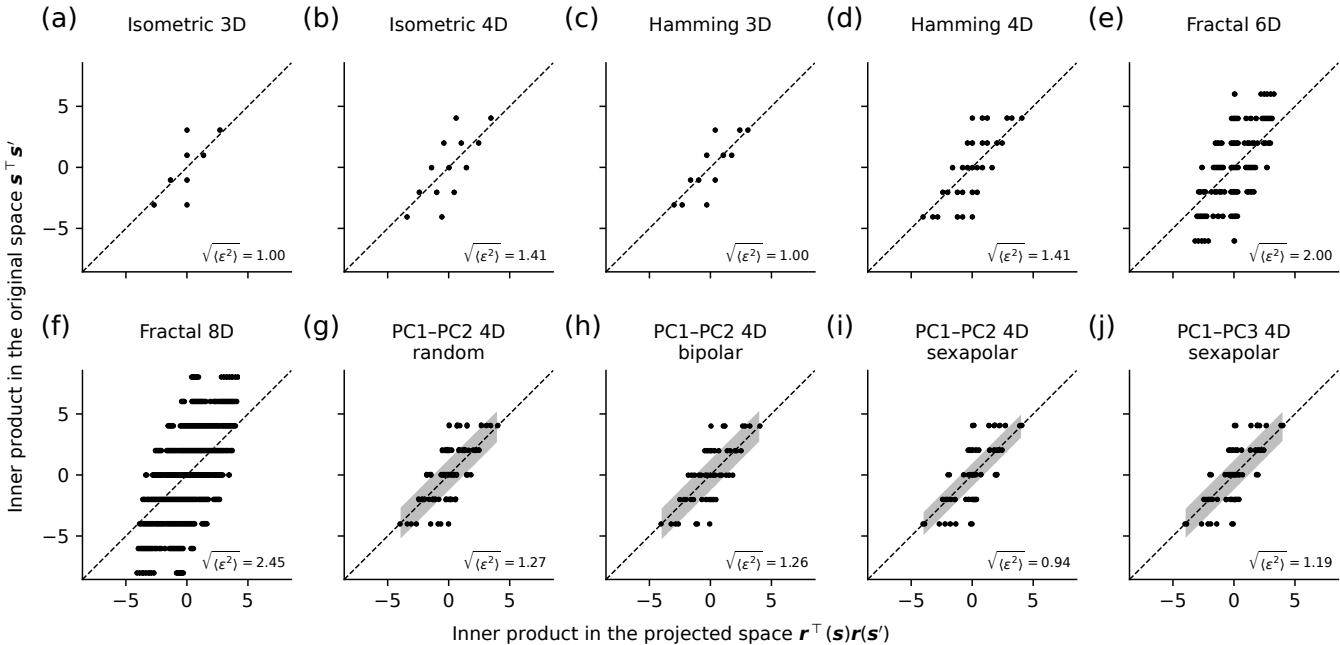 (a)
Isometric 3D
(b)
Isometric 4D
(c)
Hamming 3D
(d)
Hamming 4D
(e)
Fractal 6D
5
0
−5
√⟨ε²⟩ = 1.00
√⟨ε²⟩ = 1.41
√⟨ε²⟩ = 1.00
√⟨ε²⟩ = 1.41
√⟨ε²⟩ = 2.00
Inner product in the original space s⊤s′
(f)
Fractal 8D
(g)
PC1–PC2 4D
random
(h)
PC1–PC2 4D
bipolar
(i)
PC1–PC2 4D
sexapolar
(j)
PC1–PC3 4D
sexapolar
5
0
−5
√⟨ε²⟩ = 2.45
√⟨ε²⟩ = 1.27
√⟨ε²⟩ = 1.26
√⟨ε²⟩ = 0.94
√⟨ε²⟩ = 1.19
−5 0 5
−5 0 5
−5 0 5
−5 0 5
−5 0 5
Inner product in the projected space r⊤(s)r(s′)